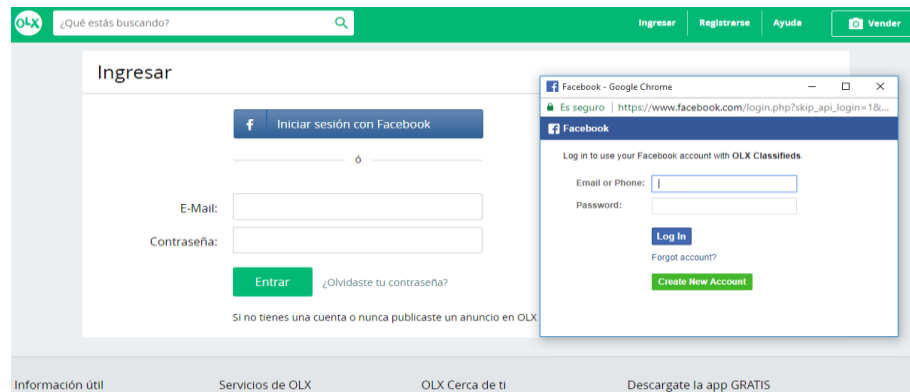 OLX ¿Qué estás buscando? Ingresar Registrarse Ayuda Vender
Ingresar
Iniciar sesión con Facebook
ó
E-Mail:
Contraseña:
Entrar ¿Olvidaste tu contraseña?
Si no tienes una cuenta o nunca publicaste un anuncio en OLX
Facebook - Google Chrome
Es seguro https://www.facebook.com/login.php?skip_api_login=1&...
Facebook
Log in to use your Facebook account with OLX Classifieds.
Email or Phone:
Password:
Log In
Forgot account?
Create New Account
Información útil Servicios de OLX OLX Cerca de ti Descargate la app GRATIS